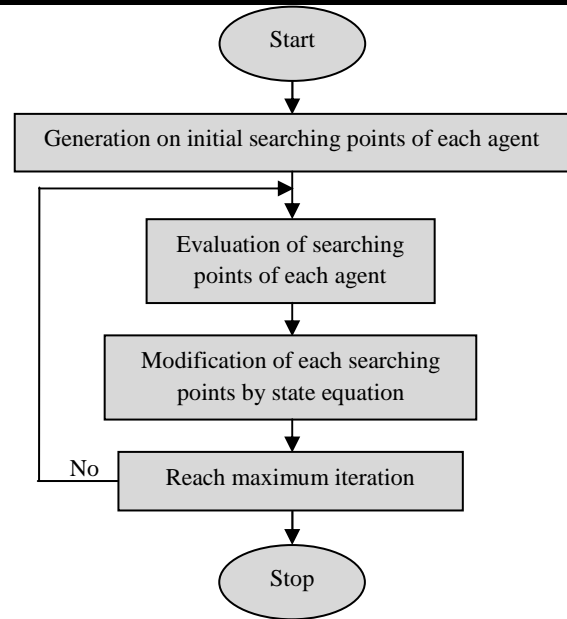 Start
Generation on initial searching points of each agent
Evaluation of searching
points of each agent
Modification of each searching
points by state equation
No
Reach maximum iteration
Stop